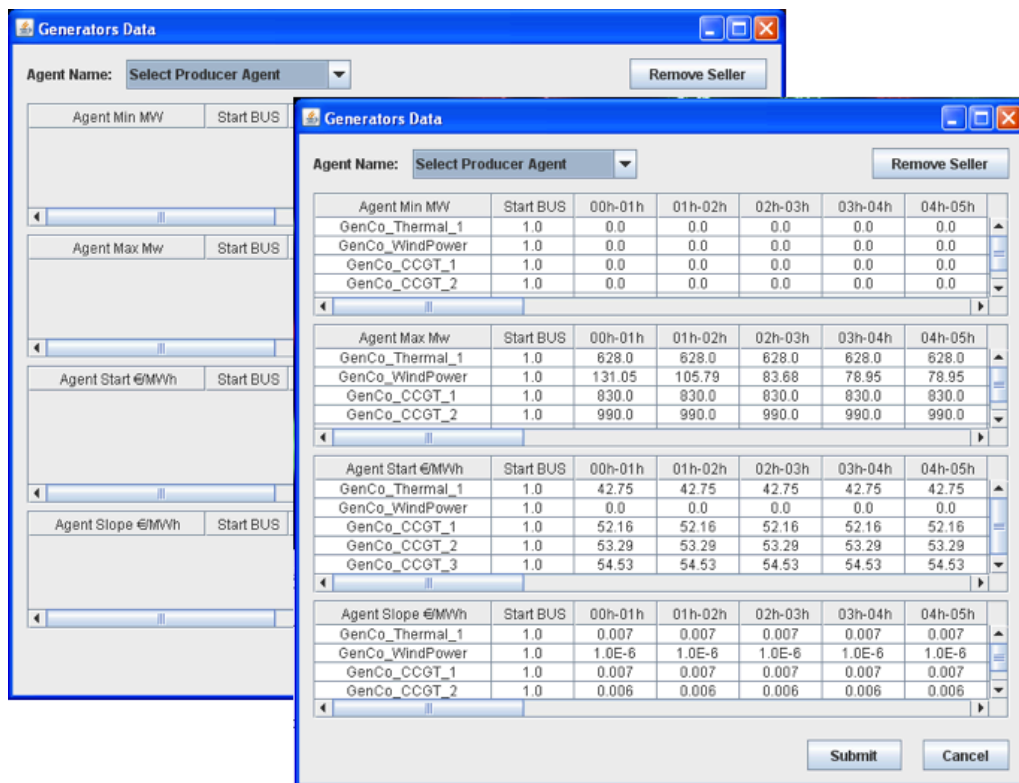 Generators Data
Agent Name: Select Producer Agent Remove Seller
Agent Min MW Start BUS
Agent Max Mw Start BUS
Agent Start €/MWh Start BUS
Agent Slope €/MWh Start BUS
Generators Data
Agent Name: Select Producer Agent Remove Seller
Agent Min MW Start BUS 00h-01h 01h-02h 02h-03h 03h-04h 04h-05h
GenCo_Thermal_1 1.0 0.0 0.0 0.0 0.0 0.0
GenCo_WindPower 1.0 0.0 0.0 0.0 0.0 0.0
GenCo_CCGT_1 1.0 0.0 0.0 0.0 0.0 0.0
GenCo_CCGT_2 1.0 0.0 0.0 0.0 0.0 0.0
Agent Max Mw Start BUS 00h-01h 01h-02h 02h-03h 03h-04h 04h-05h
GenCo_Thermal_1 1.0 628.0 628.0 628.0 628.0 628.0
GenCo_WindPower 1.0 131.05 105.79 83.68 78.95 78.95
GenCo_CCGT_1 1.0 830.0 830.0 830.0 830.0 830.0
GenCo_CCGT_2 1.0 990.0 990.0 990.0 990.0 990.0
Agent Start €/MWh Start BUS 00h-01h 01h-02h 02h-03h 03h-04h 04h-05h
GenCo_Thermal_1 1.0 42.75 42.75 42.75 42.75 42.75
GenCo_WindPower 1.0 0.0 0.0 0.0 0.0 0.0
GenCo_CCGT_1 1.0 52.16 52.16 52.16 52.16 52.16
GenCo_CCGT_2 1.0 53.29 53.29 53.29 53.29 53.29
GenCo_CCGT_3 1.0 54.53 54.53 54.53 54.53 54.53
Agent Slope €/MWh Start BUS 00h-01h 01h-02h 02h-03h 03h-04h 04h-05h
GenCo_Thermal_1 1.0 0.007 0.007 0.007 0.007 0.007
GenCo_WindPower 1.0 1.0E-6 1.0E-6 1.0E-6 1.0E-6 1.0E-6
GenCo_CCGT_1 1.0 0.007 0.007 0.007 0.007 0.007
GenCo_CCGT_2 1.0 0.006 0.006 0.006 0.006 0.006
Submit Cancel